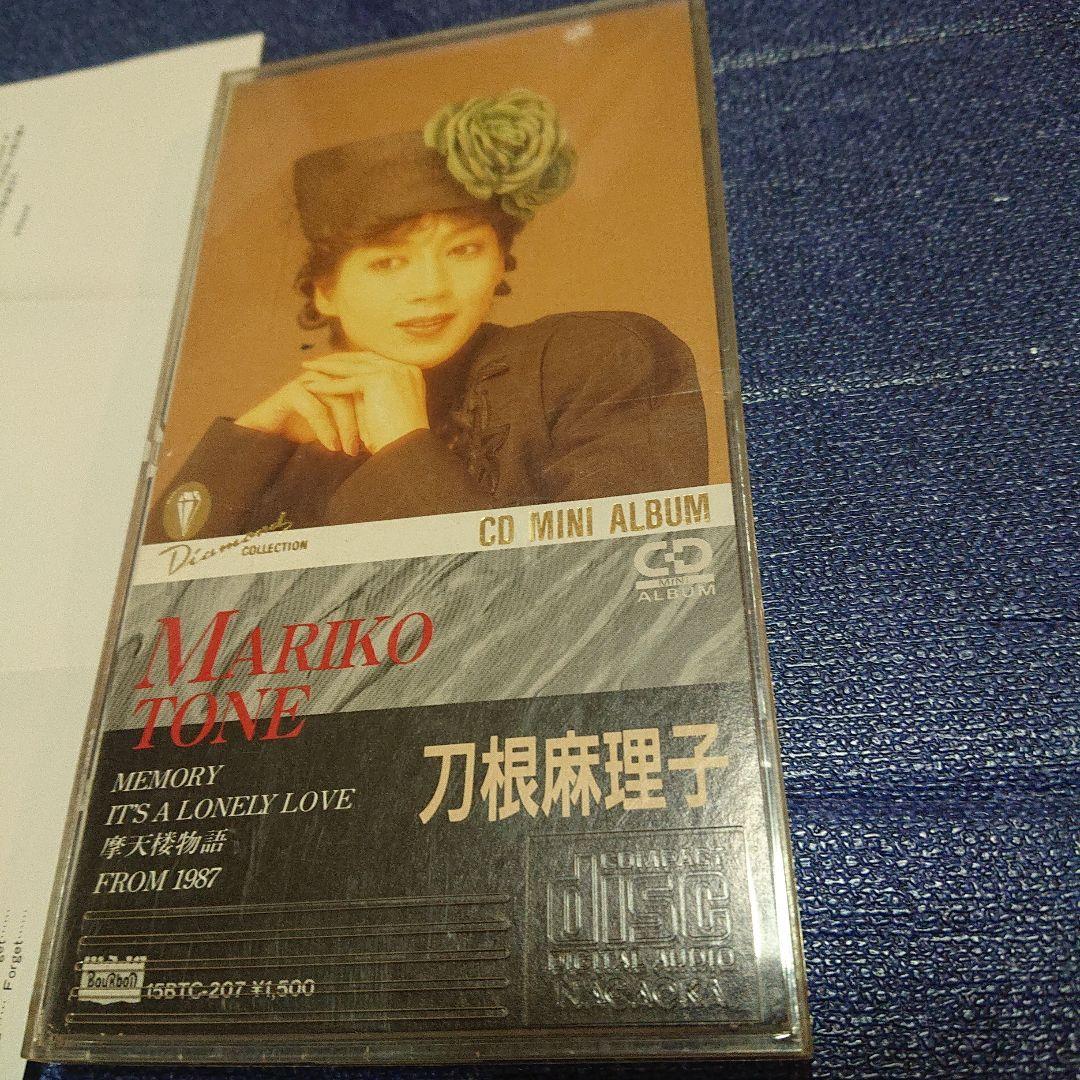 Diamond
COLLECTION
CD MINI ALBUM
CD
MINI
ALBUM
MARIKO
TONE
刀根麻理子
MEMORY
IT'S A LONELY LOVE
摩天楼物語
FROM 1987
COMPACT
disc
DIGITAL AUDIO
NAGAOKA
BOURBON
15BTC-207 ¥1,500
Forget......